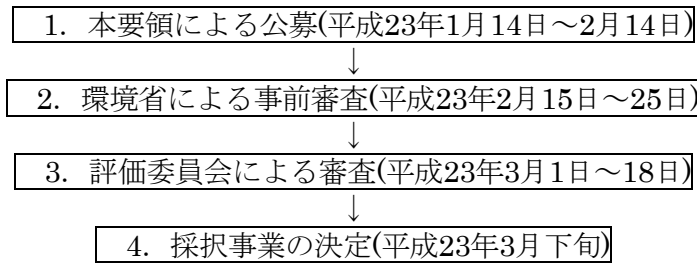 1. 本要領による公募(平成23年1月14日～2月14日)
↓
2. 環境省による事前審査(平成23年2月15日～25日)
↓
3. 評価委員会による審査(平成23年3月1日～18日)
↓
4. 採択事業の決定(平成23年3月下旬)